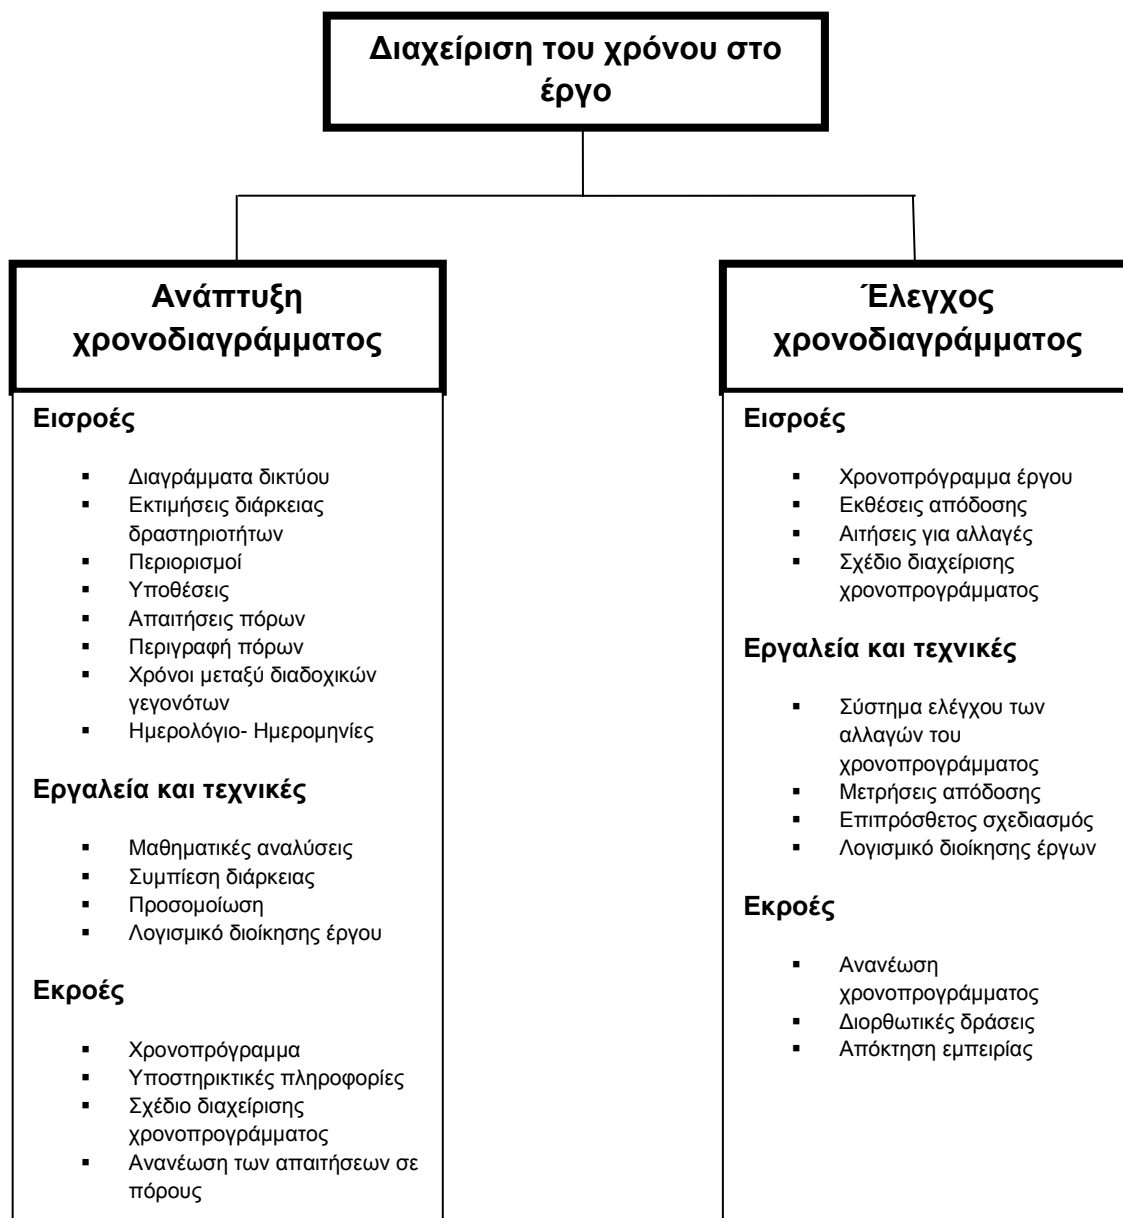 Διαχείριση του χρόνου στο
έργο
Ανάπτυξη
χρονοδιαγράμματος
Εισροές
▪ Διαγράμματα δικτύου
▪ Εκτιμήσεις διάρκειας
δραστηριοτήτων
▪ Περιορισμοί
▪ Υποθέσεις
▪ Απαιτήσεις πόρων
▪ Περιγραφή πόρων
▪ Χρόνοι μεταξύ διαδοχικών
γεγονότων
▪ Ημερολόγιο- Ημερομηνίες
Εργαλεία και τεχνικές
▪ Μαθηματικές αναλύσεις
▪ Συμπίεση διάρκειας
▪ Προσομοίωση
▪ Λογισμικό διοίκησης έργου
Εκροές
▪ Χρονοπρόγραμμα
▪ Υποστηρικτικές πληροφορίες
▪ Σχέδιο διαχείρισης
χρονοπρογράμματος
▪ Ανανέωση των απαιτήσεων σε
πόρους
Έλεγχος
χρονοδιαγράμματος
Εισροές
▪ Χρονοπρόγραμμα έργου
▪ Εκθέσεις απόδοσης
▪ Αιτήσεις για αλλαγές
▪ Σχέδιο διαχείρισης
χρονοπρογράμματος
Εργαλεία και τεχνικές
▪ Σύστημα ελέγχου των
αλλαγών του
χρονοπρογράμματος
▪ Μετρήσεις απόδοσης
▪ Επιπρόσθετος σχεδιασμός
▪ Λογισμικό διοίκησης έργων
Εκροές
▪ Ανανέωση
χρονοπρογράμματος
▪ Διορθωτικές δράσεις
▪ Απόκτηση εμπειρίας